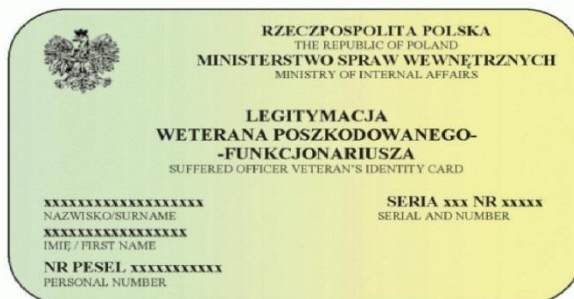 RZECZPOSPOLITA POLSKA
THE REPUBLIC OF POLAND
MINISTERSTWO SPRAW WEWNĘTRZNYCH
MINISTRY OF INTERNAL AFFAIRS
LEGITYMACJA
WETERANA POSZKODOWANEGO-
-FUNKCJONARIUSZA
SUFFERED OFFICER VETERAN'S IDENTITY CARD
xxxxxxxxxxxxxxxxxxx
NAZWISKO/SURNAME
SERIA xxx NR xxxxx
SERIAL AND NUMBER
xxxxxxxxxxxxxxxxx
IMIĘ / FIRST NAME
NR PESEL xxxxxxxxxxx
PERSONAL NUMBER